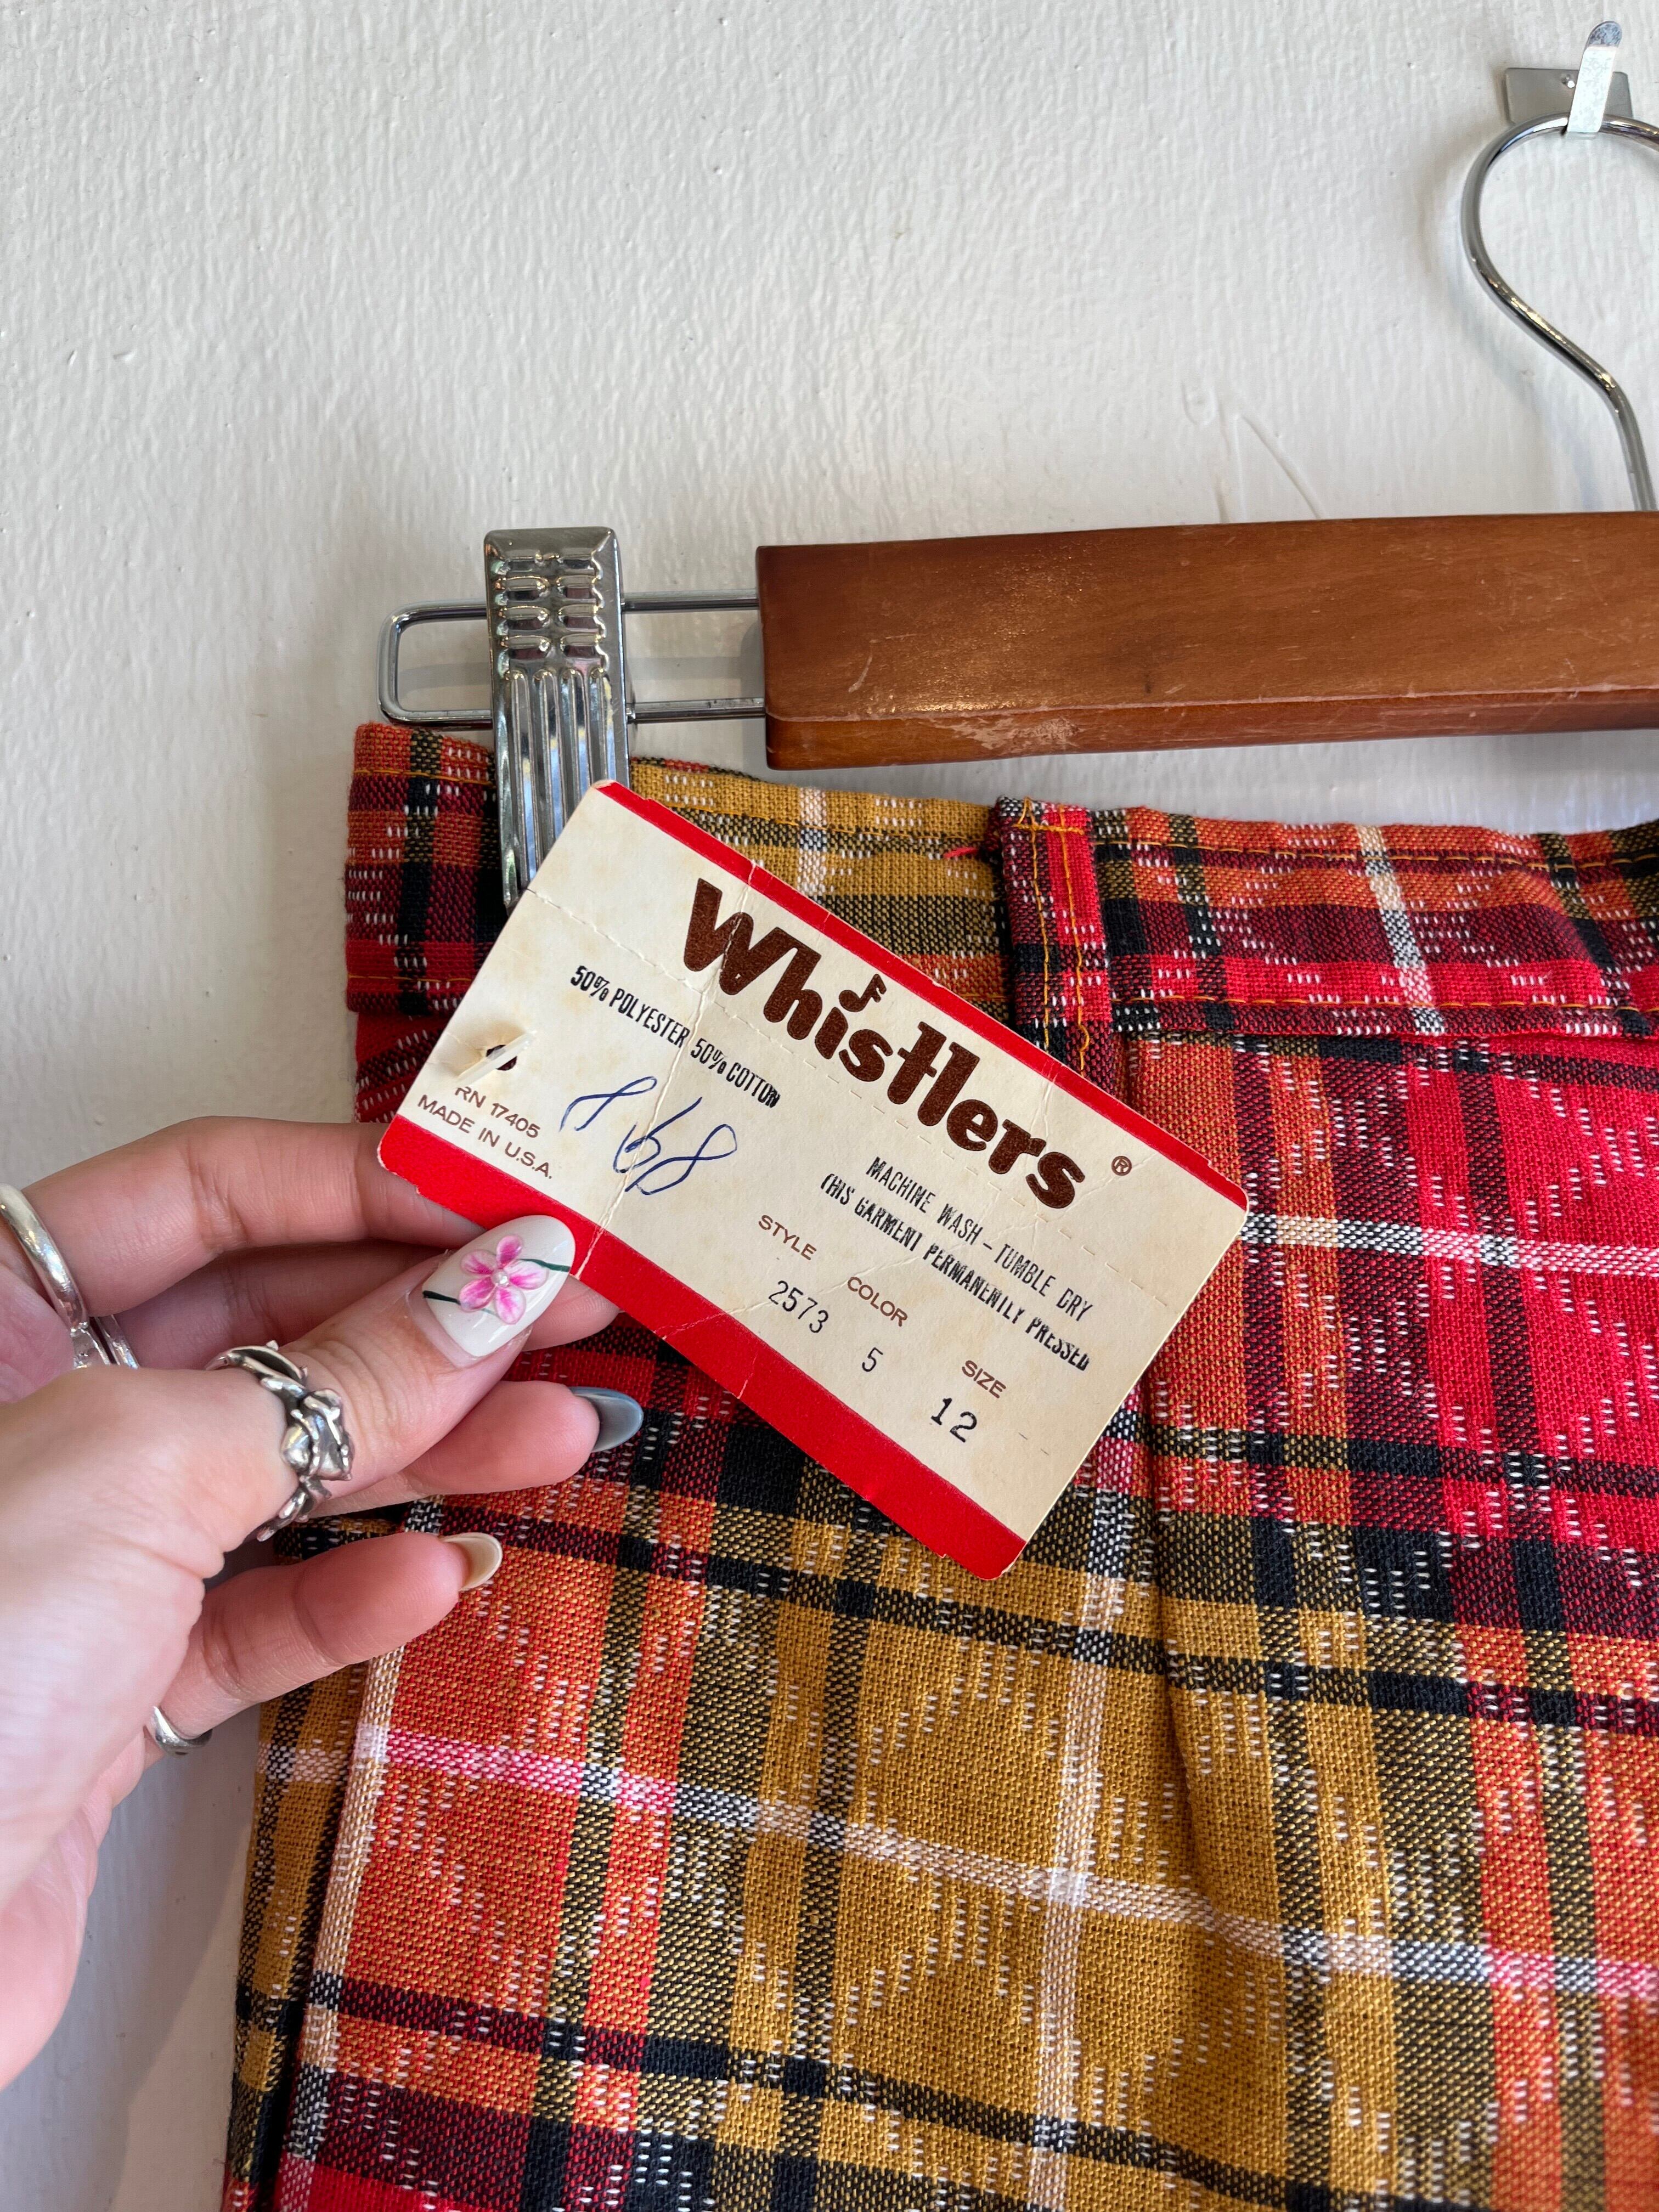 Whistlers ®
50% POLYESTER 50% COTTON
RN 17405
MADE IN U.S.A.
868
MACHINE WASH – TUMBLE DRY
THIS GARMENT PERMANENTLY PRESSED
STYLE COLOR SIZE
2573 5 12